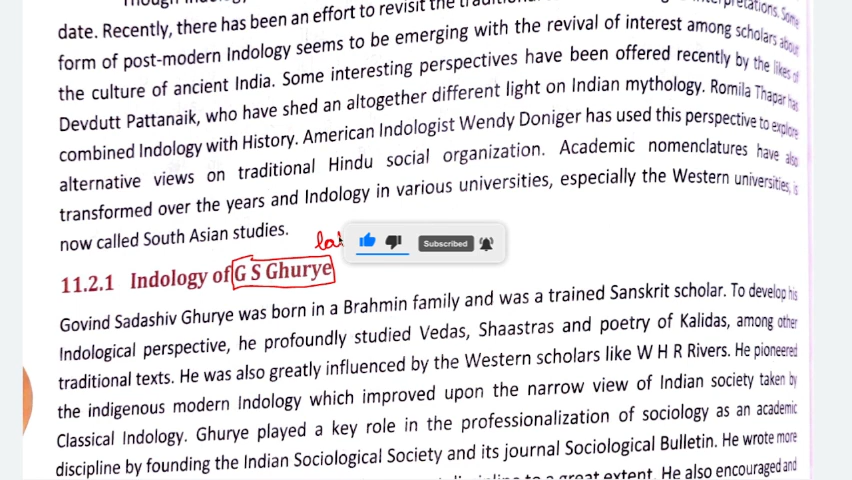 date. Recently, there has been an effort to revisit the
form of post-modern Indology seems to be emerging with the revival of interest among scholars about
the culture of ancient India. Some interesting perspectives have been offered recently by the likes of
Devdutt Pattanaik, who have shed an altogether different light on Indian mythology. Romila Thapar has
combined Indology with History. American Indologist Wendy Doniger has used this perspective to explore
alternative views on traditional Hindu social organization. Academic nomenclatures have also
transformed over the years and Indology in various universities, especially the Western universities, is
now called South Asian studies.
Subscribed
11.2.1 Indology of G S Ghurye
Govind Sadashiv Ghurye was born in a Brahmin family and was a trained Sanskrit scholar. To develop his
Indological perspective, he profoundly studied Vedas, Shaastras and poetry of Kalidas, among other
traditional texts. He was also greatly influenced by the Western scholars like W H R Rivers. He pioneered
the indigenous modern Indology which improved upon the narrow view of Indian society taken by
Classical Indology. Ghurye played a key role in the professionalization of sociology as an academic
discipline by founding the Indian Sociological Society and its journal Sociological Bulletin. He wrote more
to a great extent. He also encouraged and